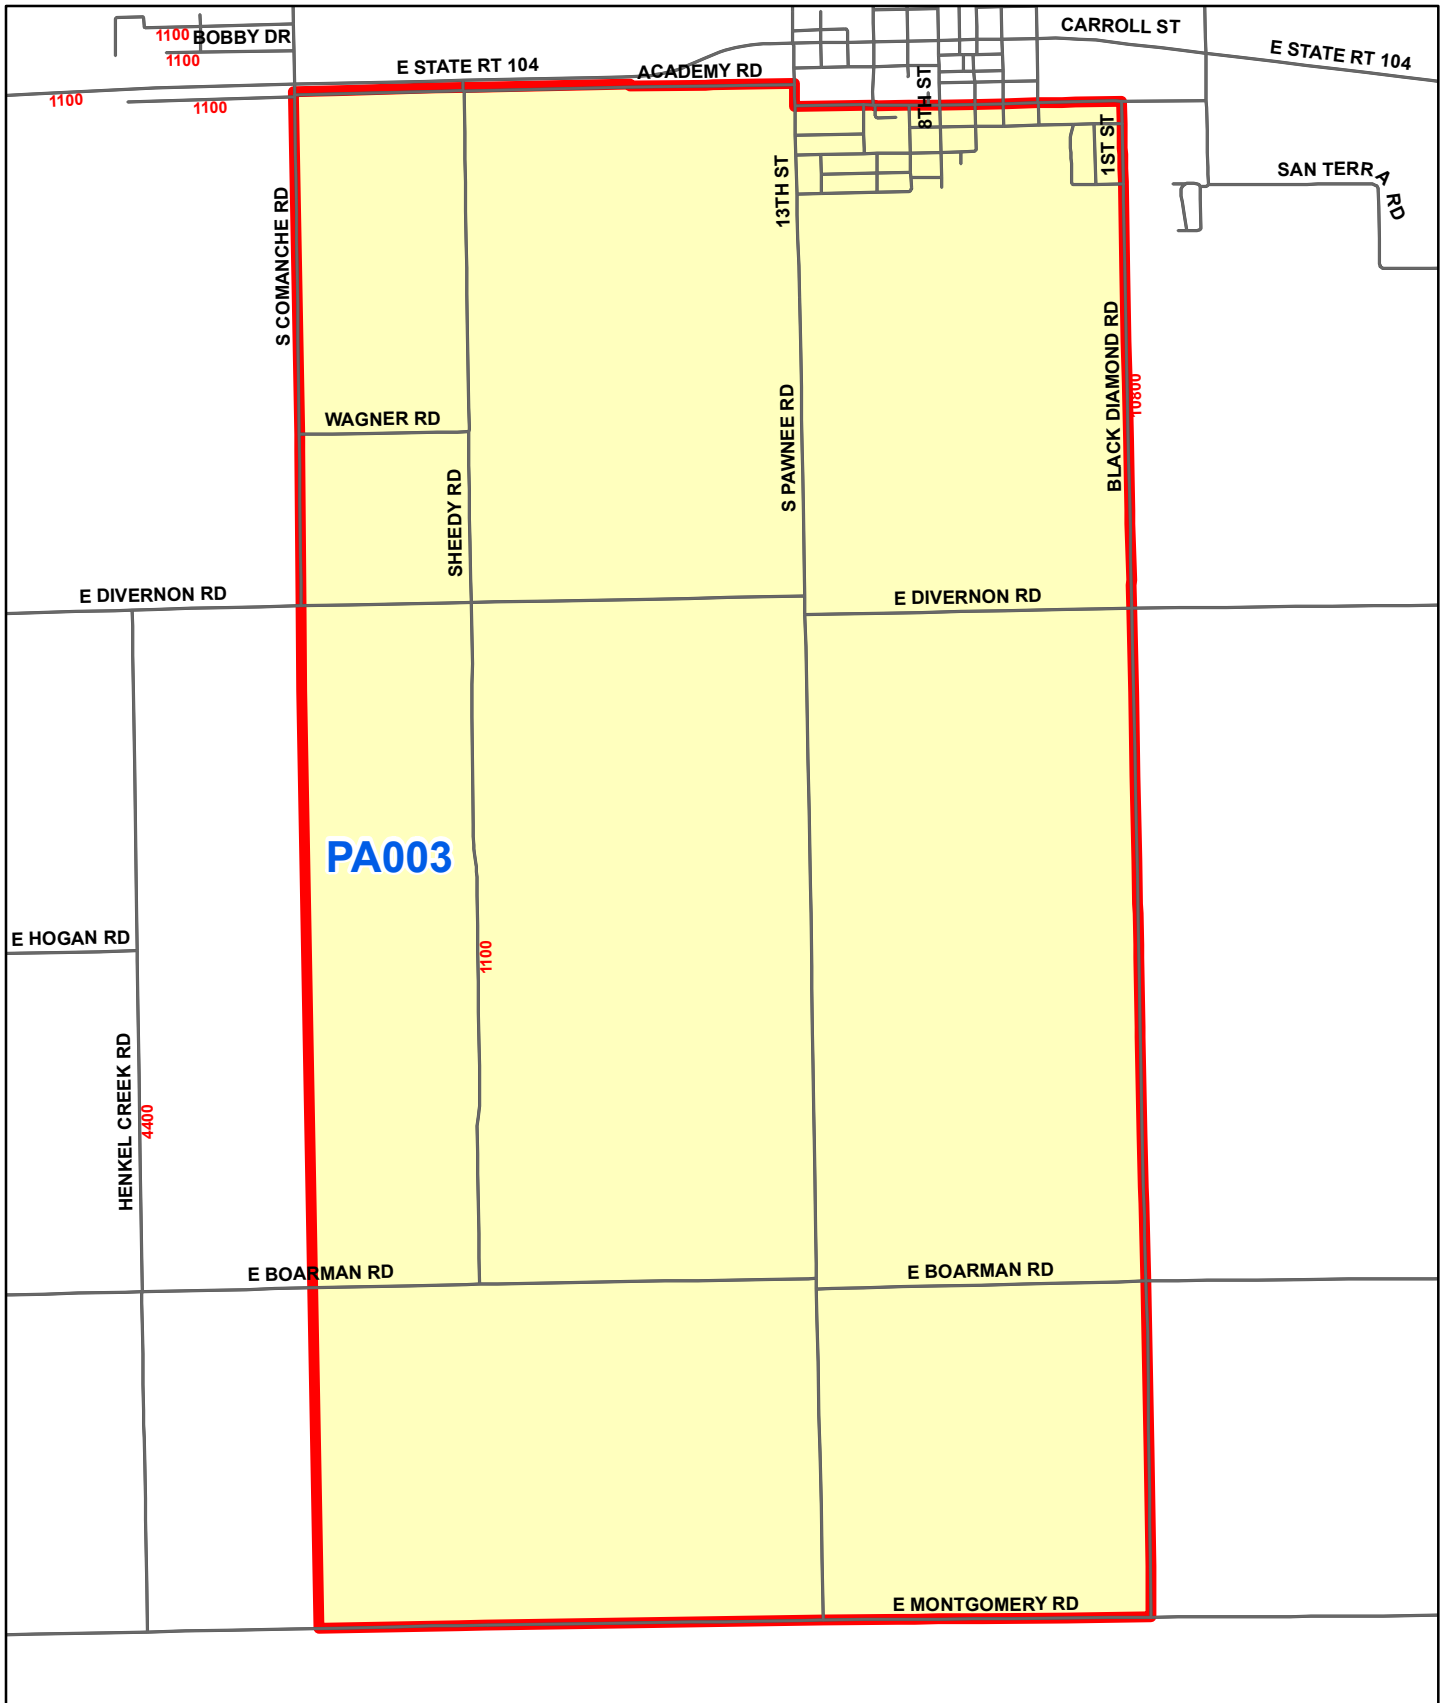 CARROLL ST
1100
BOBBY DR
1100
E STATE RT 104
E STATE RT 104
ACADEMY RD
1100
1100
8TH ST
1ST ST
SAN TERRA RD
13TH ST
S COMANCHE RD
BLACK DIAMOND RD
10800
WAGNER RD
S PAWNEE RD
SHEEDY RD
E DIVERNON RD
E DIVERNON RD
PA003
E HOGAN RD
1100
HENKEL CREEK RD
4400
E BOARMAN RD
E BOARMAN RD
E MONTGOMERY RD